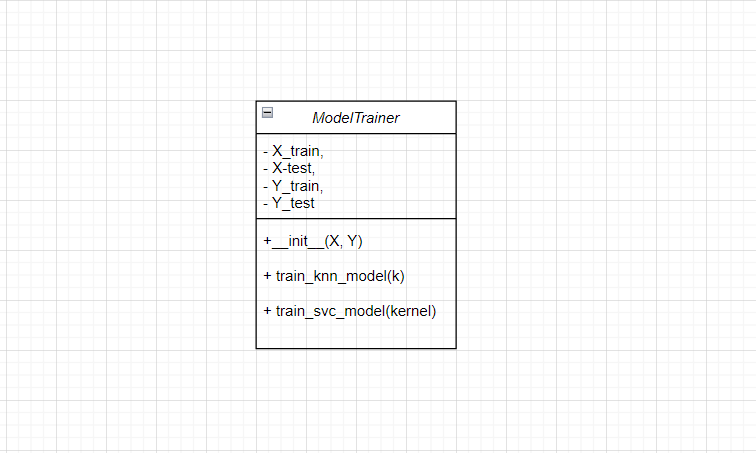 ModelTrainer
- X_train,
- X-test,
- Y_train,
- Y_test
+__init__(X, Y)
+ train_knn_model(k)
+ train_svc_model(kernel)